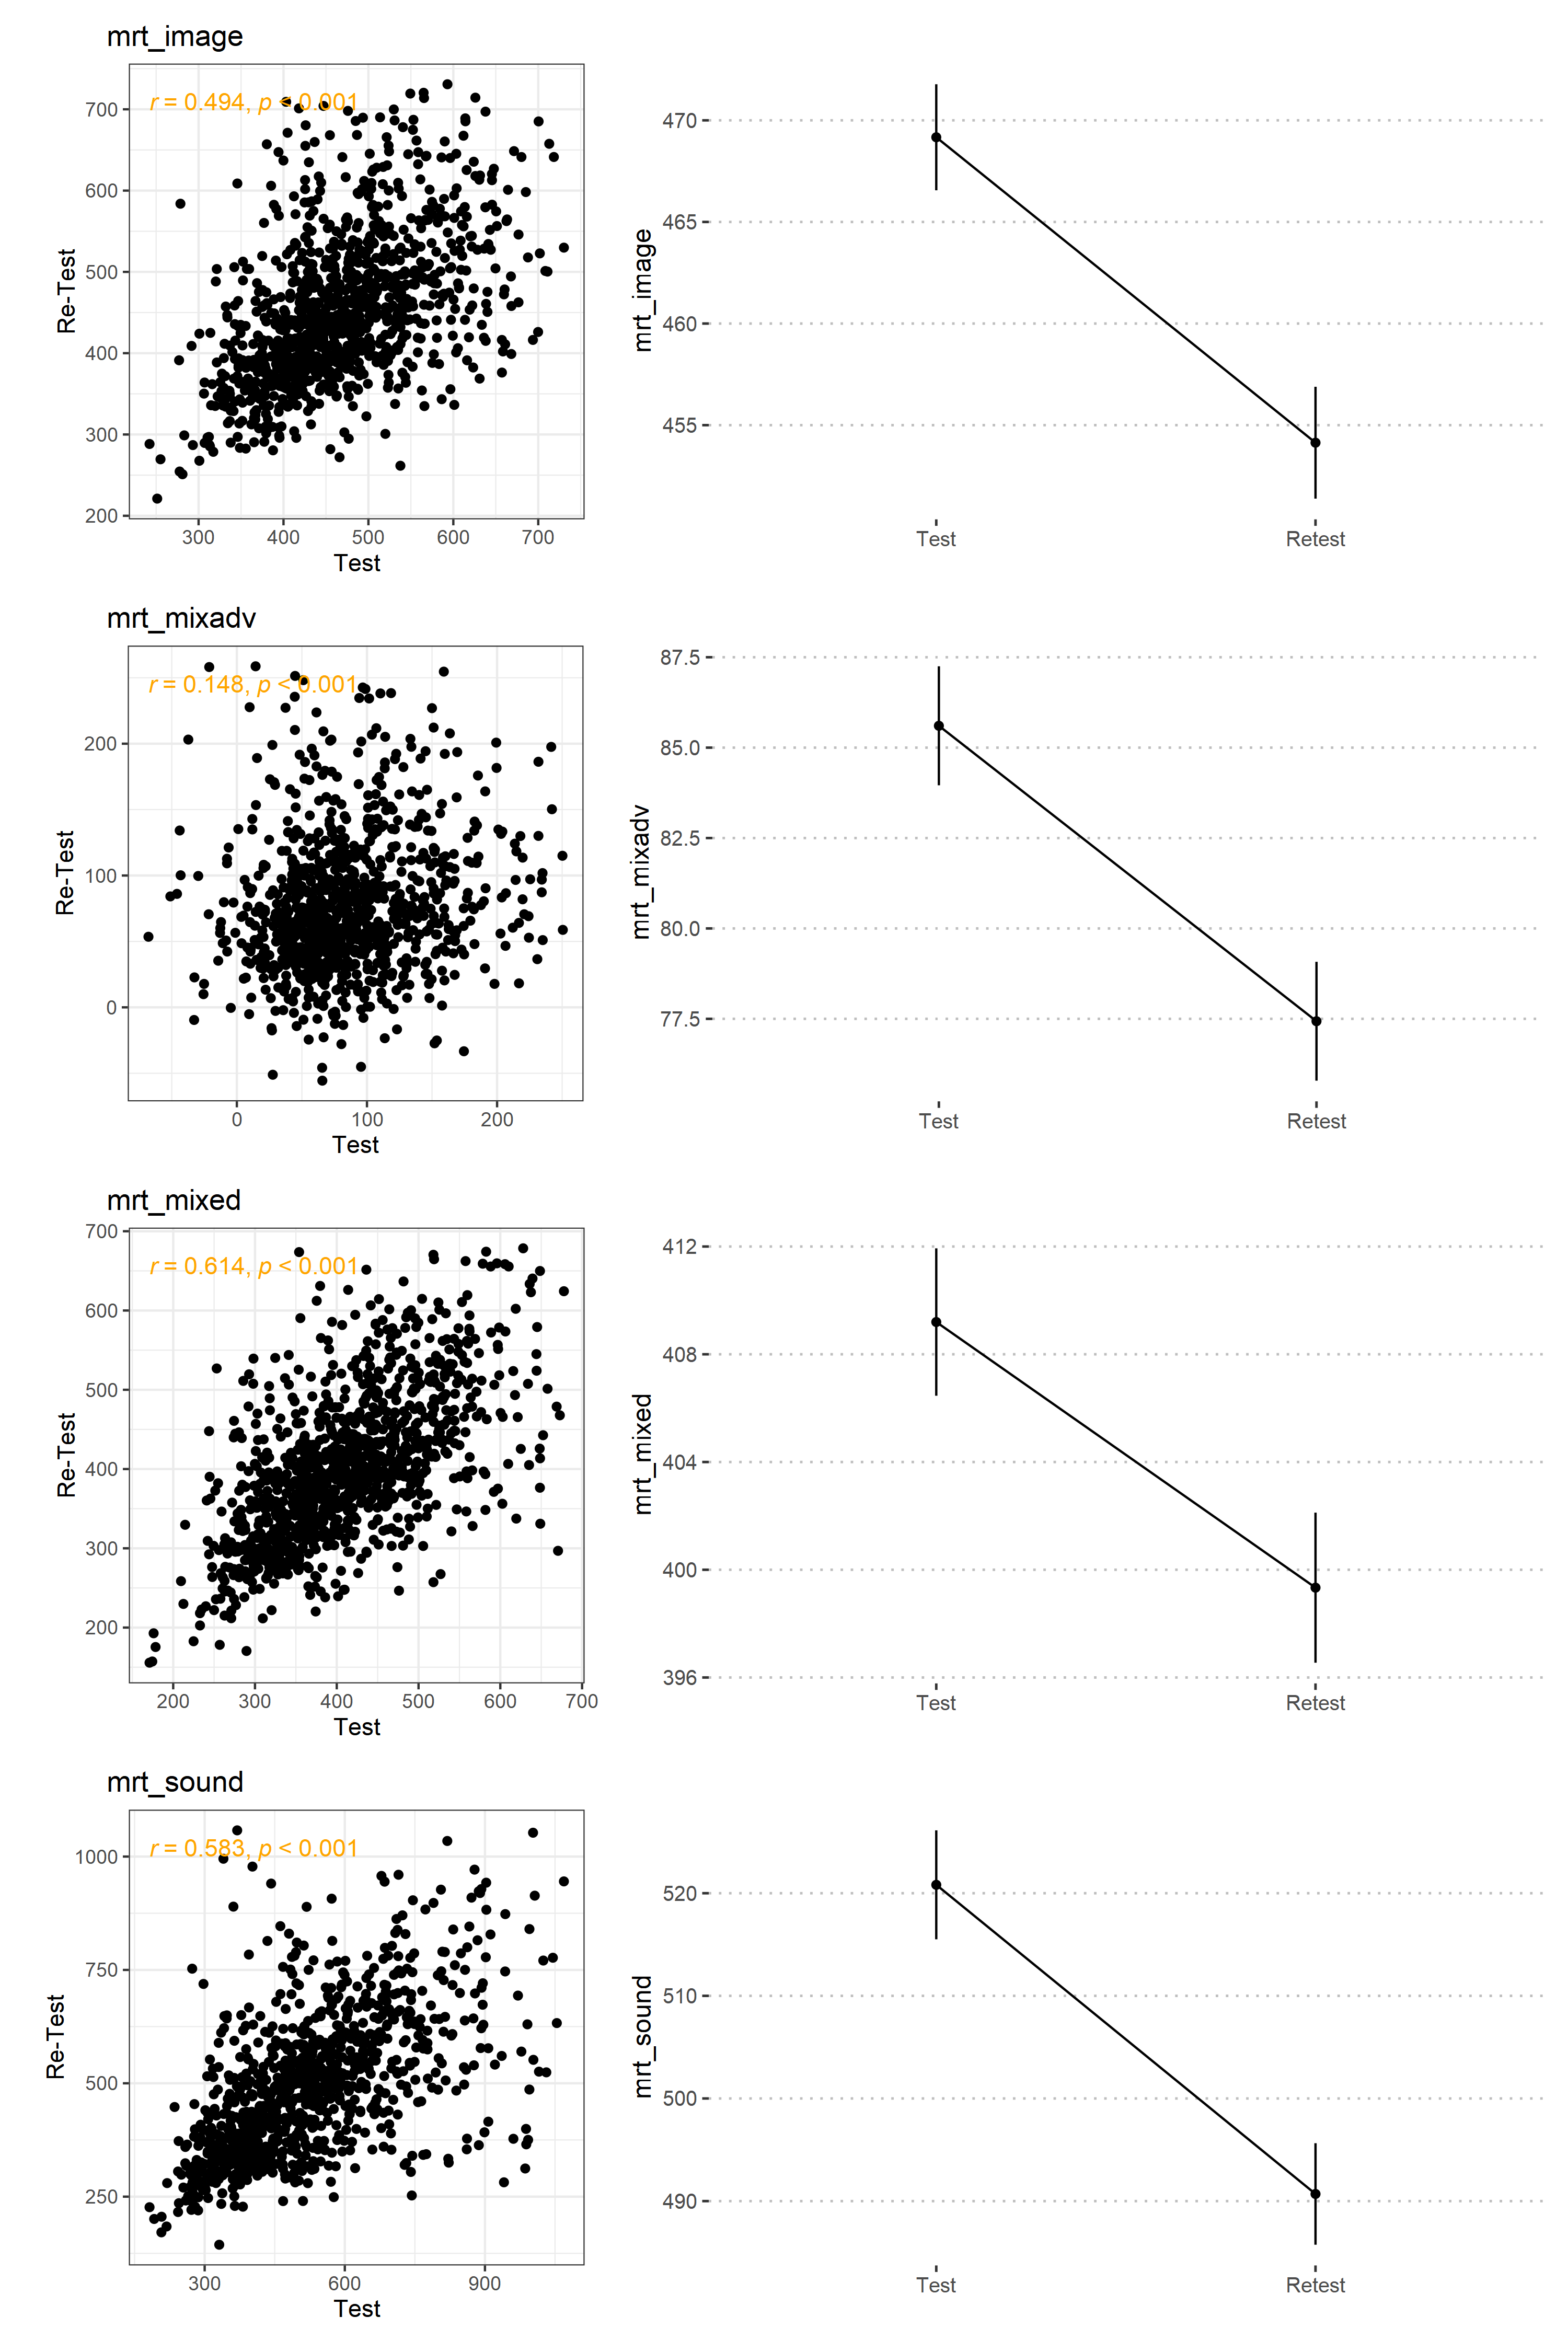 mrt_image
r = 0.494, p < 0.001
700
600
500
400
300
200
Re-Test
300 400 500 600 700
Test
470
465
460
455
mrt_image
Test Retest
mrt_mixadv
r = 0.148, p < 0.001
200
100
0
Re-Test
0 100 200
Test
87.5
85.0
82.5
80.0
77.5
mrt_mixadv
Test Retest
mrt_mixed
r = 0.614, p < 0.001
700
600
500
400
300
200
Re-Test
200 300 400 500 600 700
Test
412
408
404
400
396
mrt_mixed
Test Retest
mrt_sound
r = 0.583, p < 0.001
1000
750
500
250
Re-Test
300 600 900
Test
520
510
500
490
mrt_sound
Test Retest